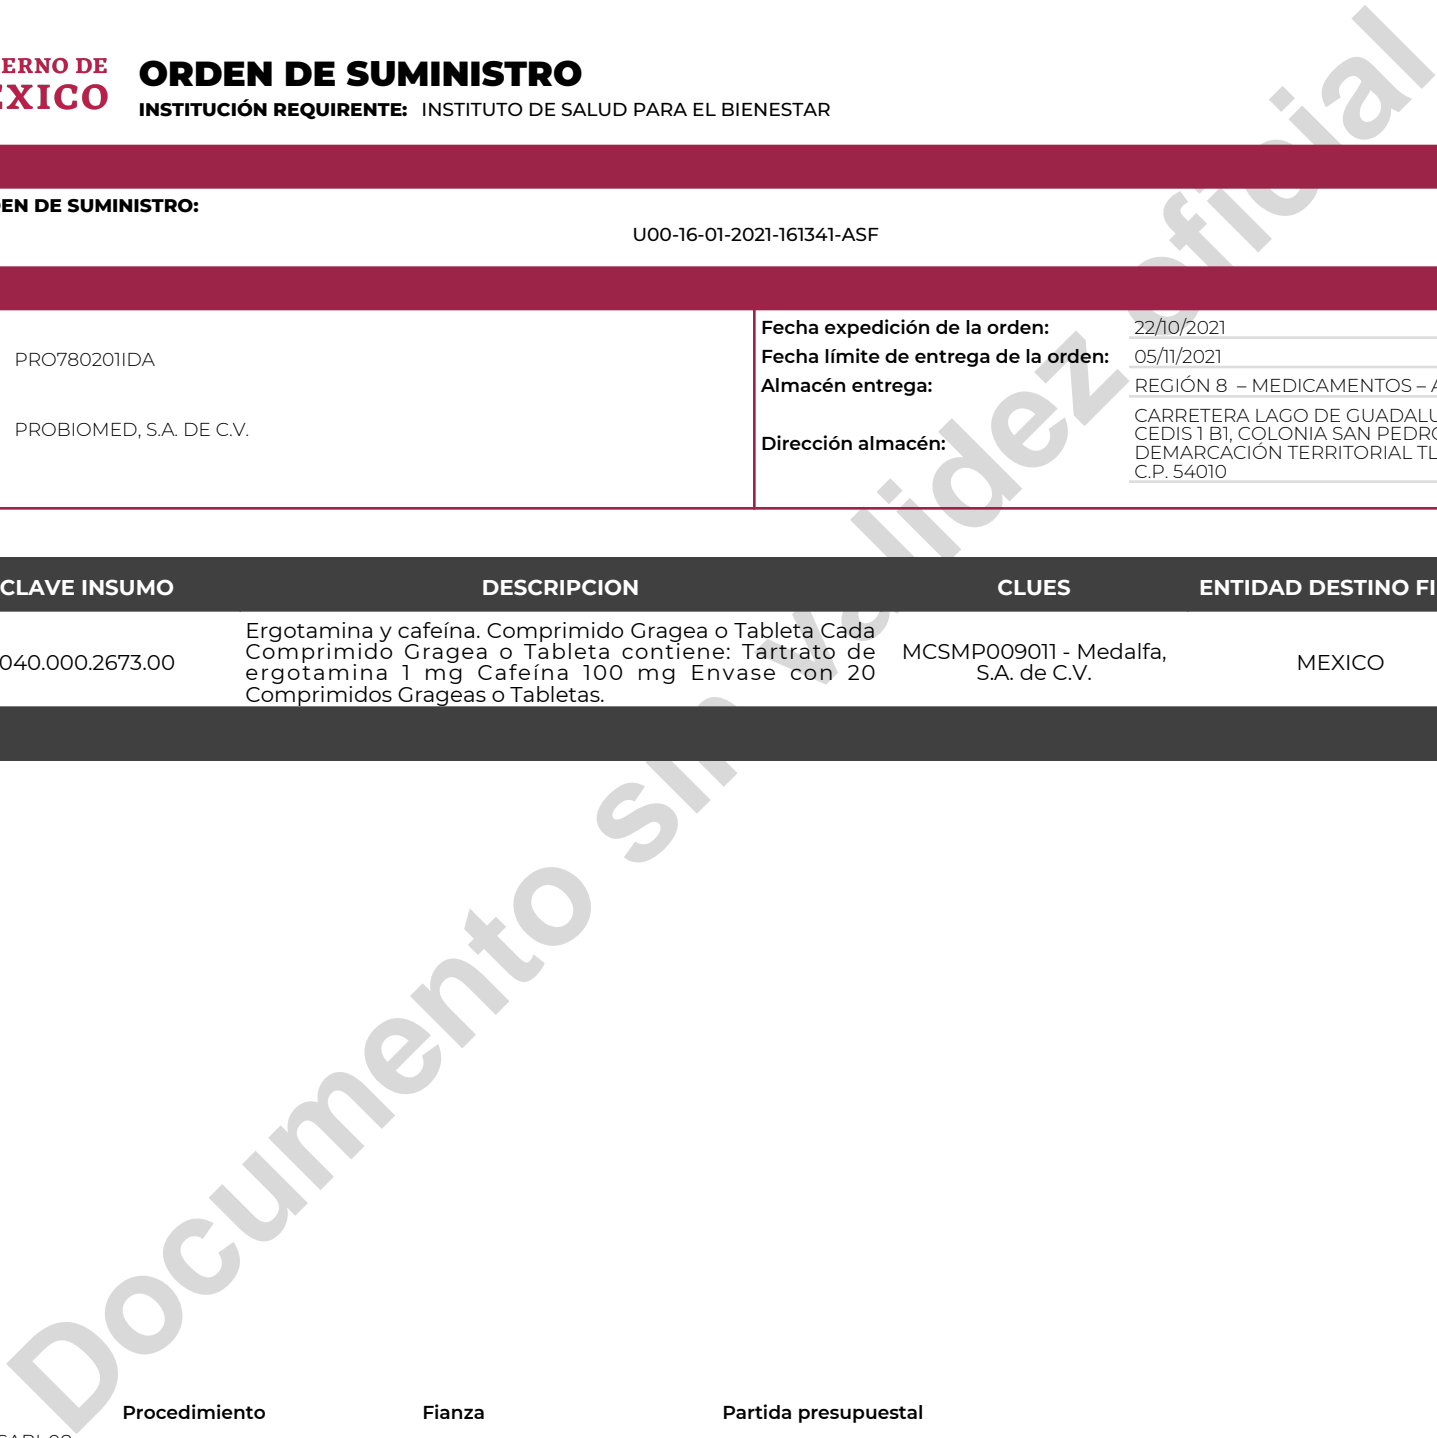 ERNO DE
EXICO
ORDEN DE SUMINISTRO
INSTITUCIÓN REQUIRENTE: INSTITUTO DE SALUD PARA EL BIENESTAR
EN DE SUMINISTRO:
U00-16-01-2021-161341-ASF
PRO780201IDA
PROBIOMED, S.A. DE C.V.
Fecha expedición de la orden: 22/10/2021
Fecha límite de entrega de la orden: 05/11/2021
Almacén entrega: REGIÓN 8 – MEDICAMENTOS – A
Dirección almacén:
CARRETERA LAGO DE GUADALU
CEDIS 1 B1, COLONIA SAN PEDRO
DEMARCACIÓN TERRITORIAL TL
C.P. 54010
CLAVE INSUMO DESCRIPCION CLUES ENTIDAD DESTINO FI
040.000.2673.00
Ergotamina y cafeína. Comprimido Gragea o Tableta Cada
Comprimido Gragea o Tableta contiene: Tartrato de
ergotamina 1 mg Cafeína 100 mg Envase con 20
Comprimidos Grageas o Tabletas.
MCSMP009011 - Medalfa,
S.A. de C.V.
MEXICO
Documento sin validez oficial
Procedimiento Fianza Partida presupuestal